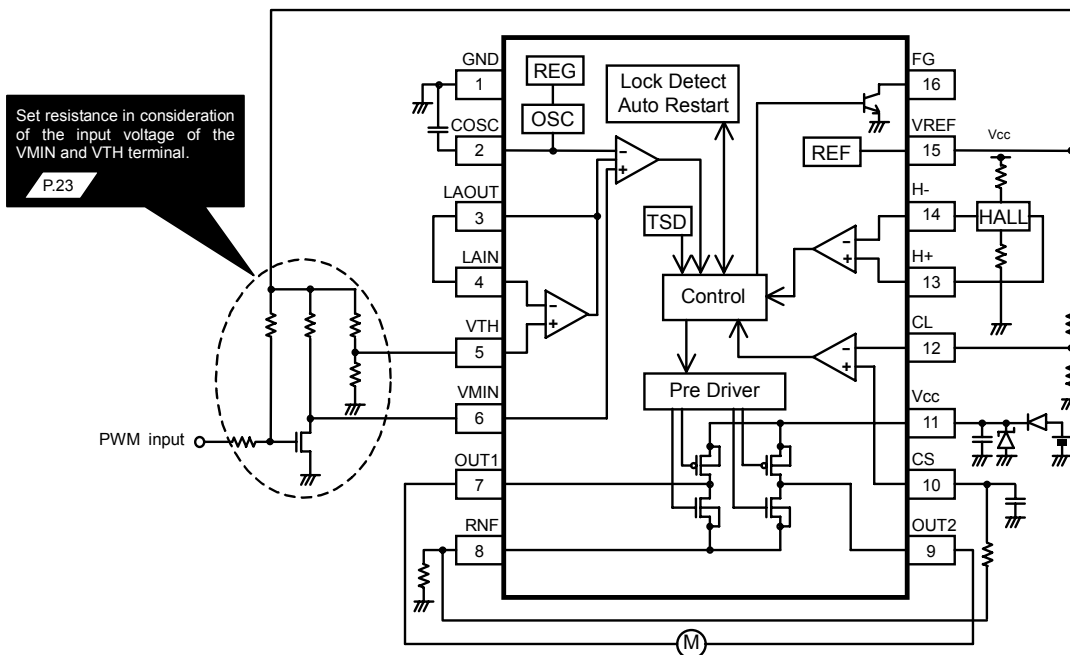 Set resistance in consideration
of the input voltage of the
VMIN and VTH terminal.
P.23
PWM input
GND
1
COSC
2
LAOUT
3
LAIN
4
VTH
5
VMIN
6
OUT1
7
RNF
8
REG
OSC
Lock Detect
Auto Restart
TSD
Control
Pre Driver
REF
−
+
−
+
−
+
−
+
FG
16
VREF
15
H-
14
H+
13
CL
12
Vcc
11
CS
10
OUT2
9
Vcc
HALL
M